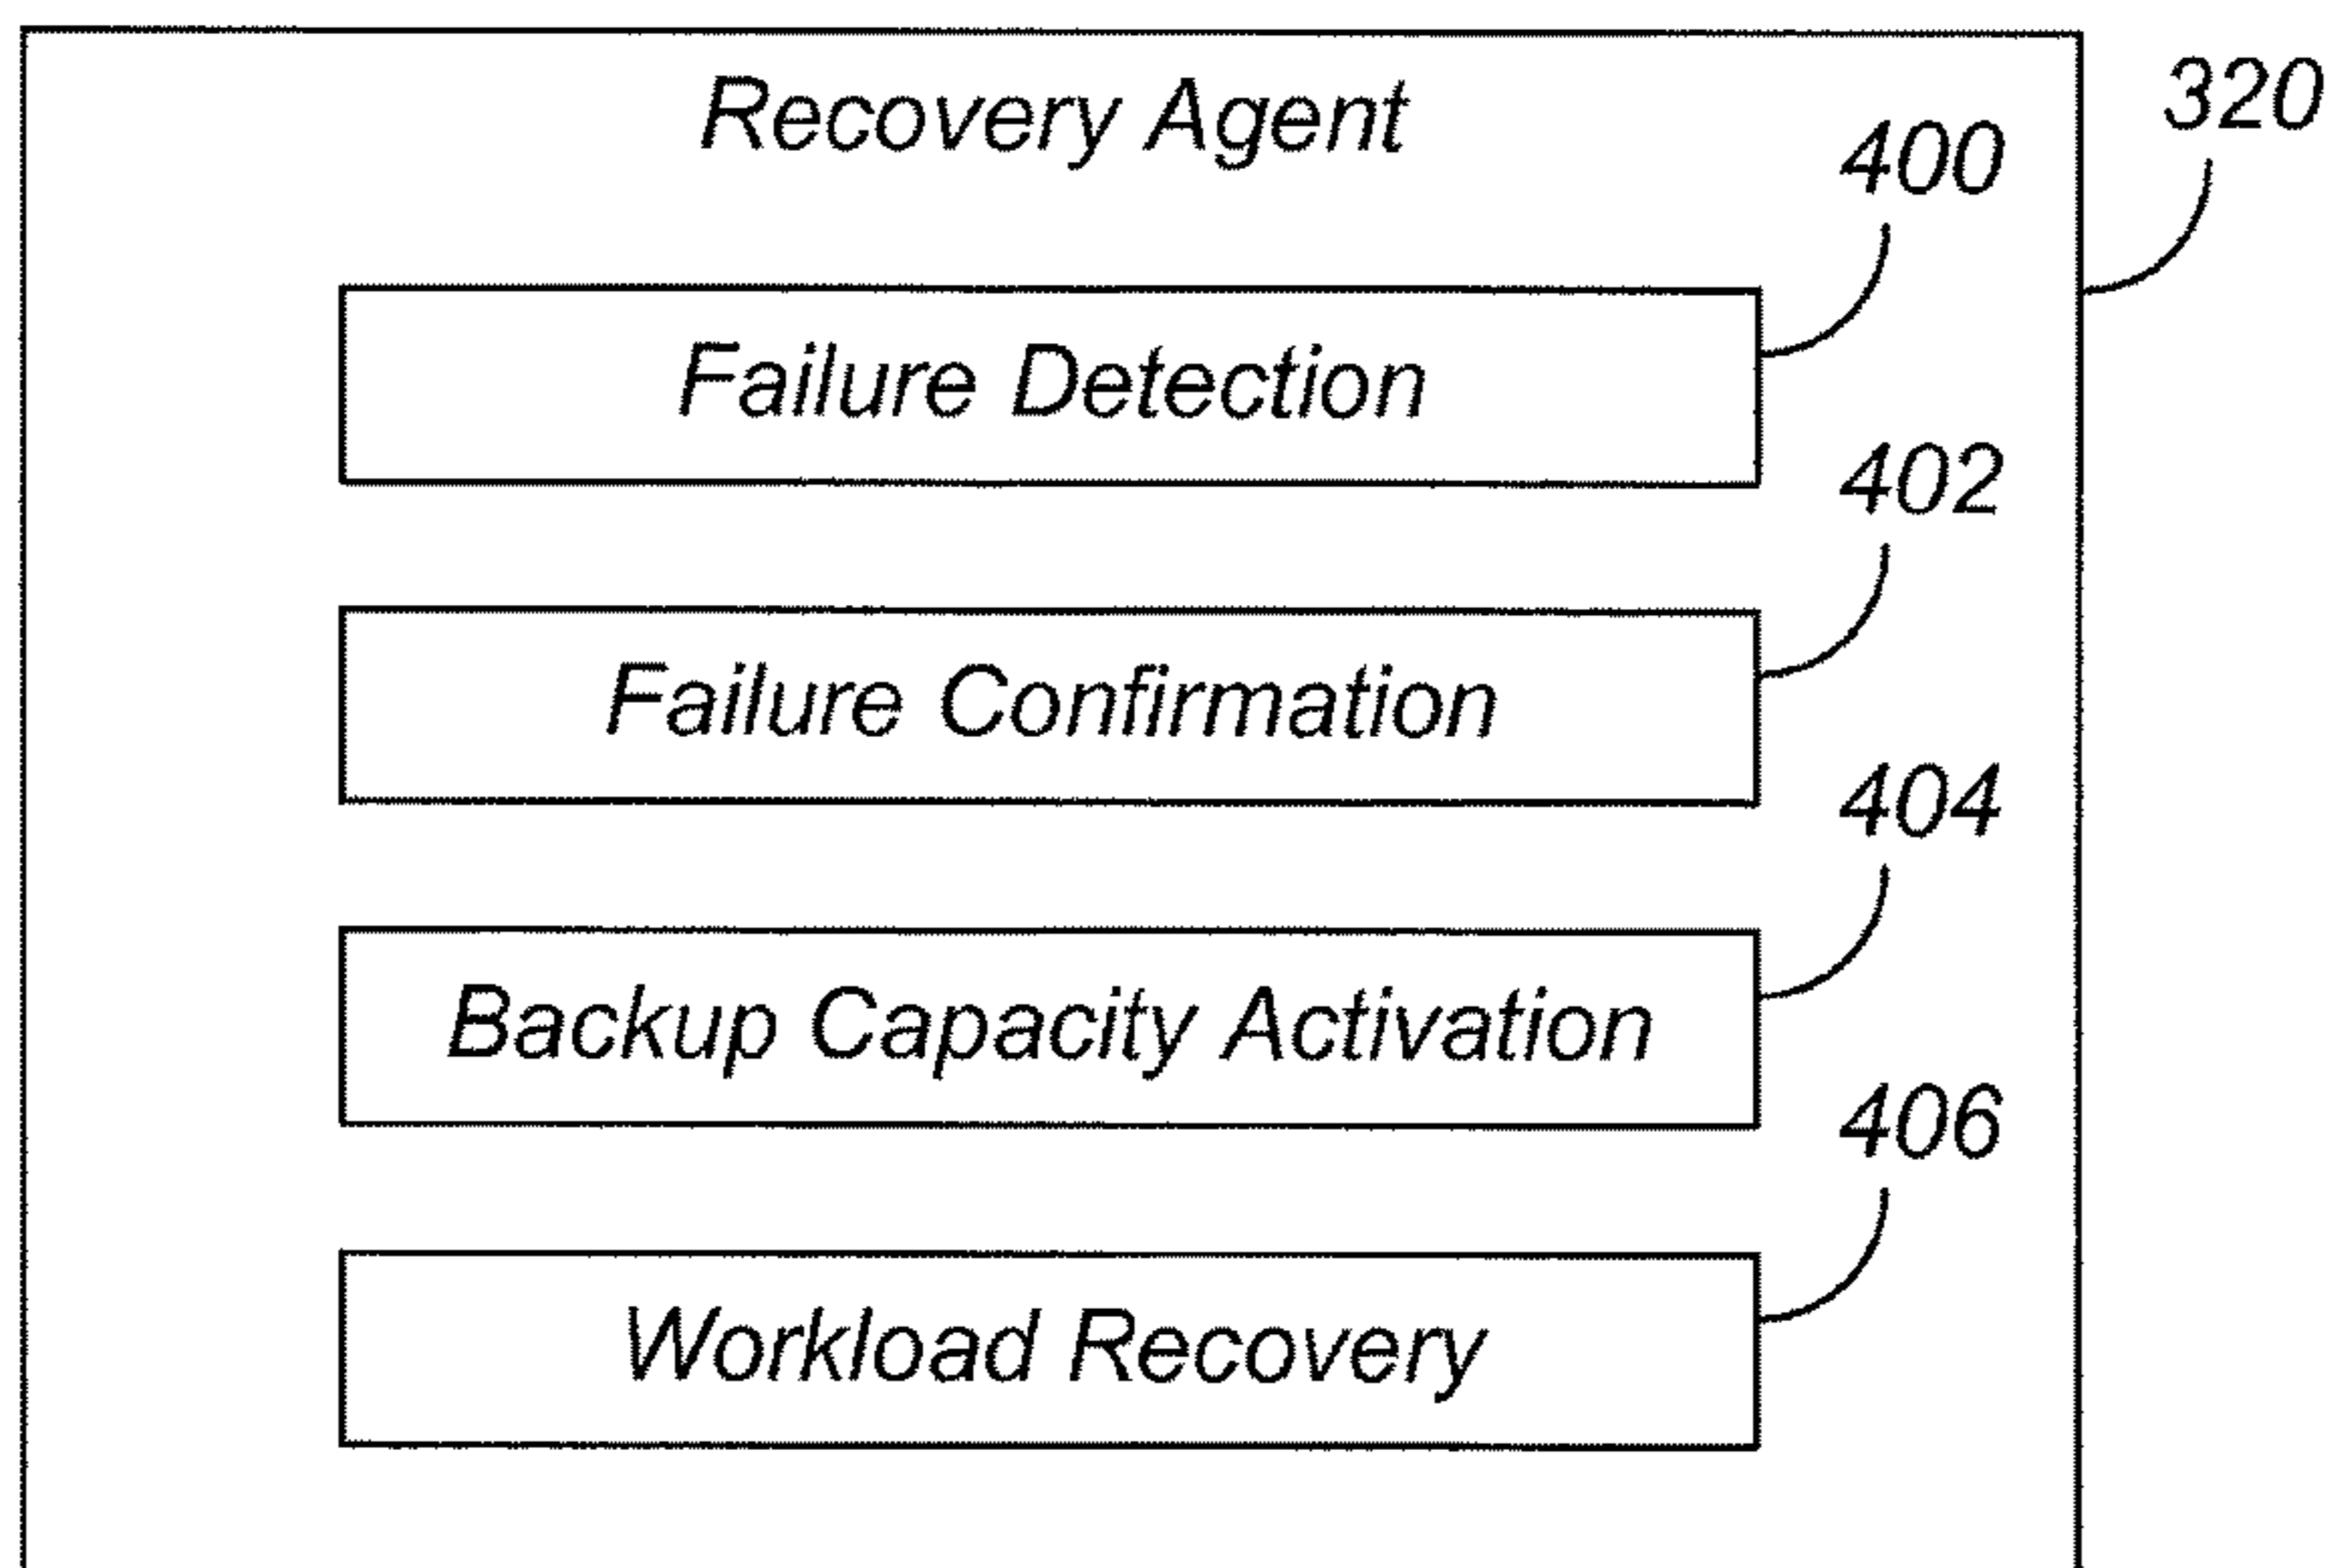 Recovery Agent
320
400
Failure Detection
402
Failure Confirmation
404
Backup Capacity Activation
406
Workload Recovery